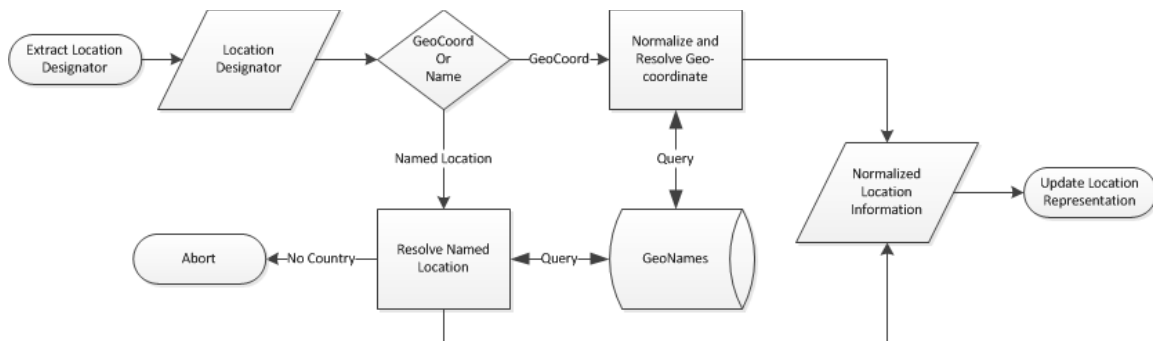 Extract Location
Designator
Location
Designator
GeoCoord
Or
Name
GeoCoord
Normalize and
Resolve Geo-
coordinate
Named Location
Query
Normalized
Location
Information
Update Location
Representation
Abort
No Country
Resolve Named
Location
Query
GeoNames